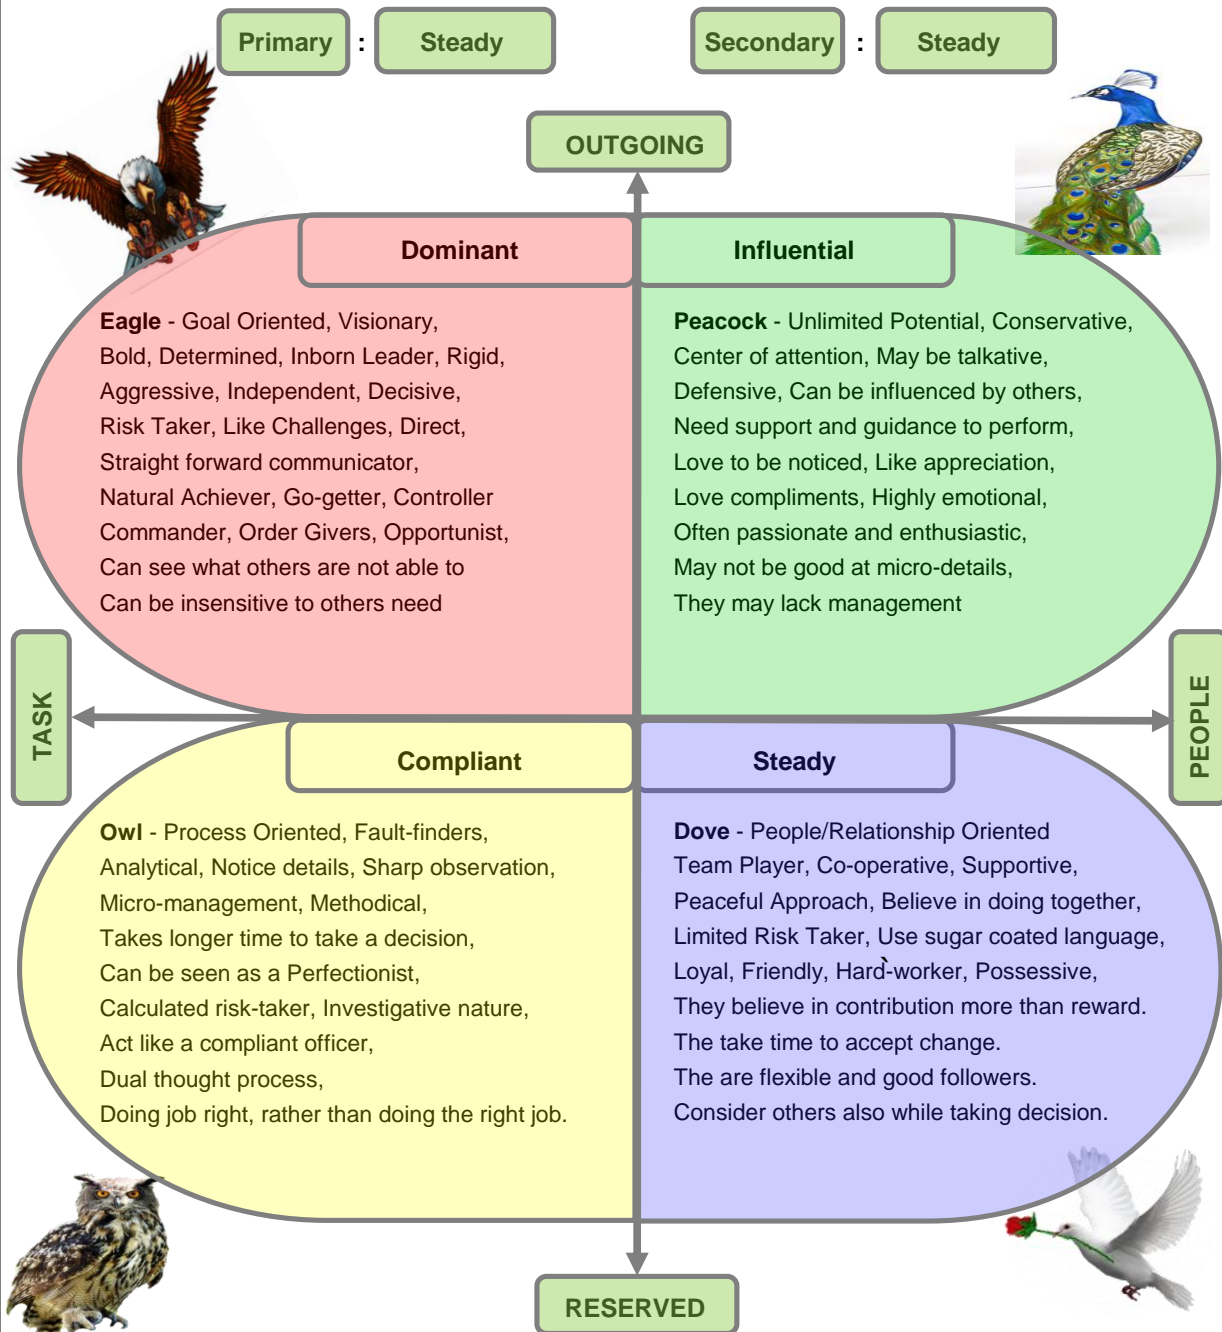 Primary : Steady Secondary : Steady
OUTGOING
Dominant
Eagle - Goal Oriented, Visionary,
Bold, Determined, Inborn Leader, Rigid,
Aggressive, Independent, Decisive,
Risk Taker, Like Challenges, Direct,
Straight forward communicator,
Natural Achiever, Go-getter, Controller
Commander, Order Givers, Opportunist,
Can see what others are not able to
Can be insensitive to others need
Influential
Peacock - Unlimited Potential, Conservative,
Center of attention, May be talkative,
Defensive, Can be influenced by others,
Need support and guidance to perform,
Love to be noticed, Like appreciation,
Love compliments, Highly emotional,
Often passionate and enthusiastic,
May not be good at micro-details,
They may lack management
TASK
PEOPLE
Compliant
Owl - Process Oriented, Fault-finders,
Analytical, Notice details, Sharp observation,
Micro-management, Methodical,
Takes longer time to take a decision,
Can be seen as a Perfectionist,
Calculated risk-taker, Investigative nature,
Act like a compliant officer,
Dual thought process,
Doing job right, rather than doing the right job.
Steady
Dove - People/Relationship Oriented
Team Player, Co-operative, Supportive,
Peaceful Approach, Believe in doing together,
Limited Risk Taker, Use sugar coated language,
Loyal, Friendly, Hard`-worker, Possessive,
They believe in contribution more than reward.
The take time to accept change.
The are flexible and good followers.
Consider others also while taking decision.
RESERVED